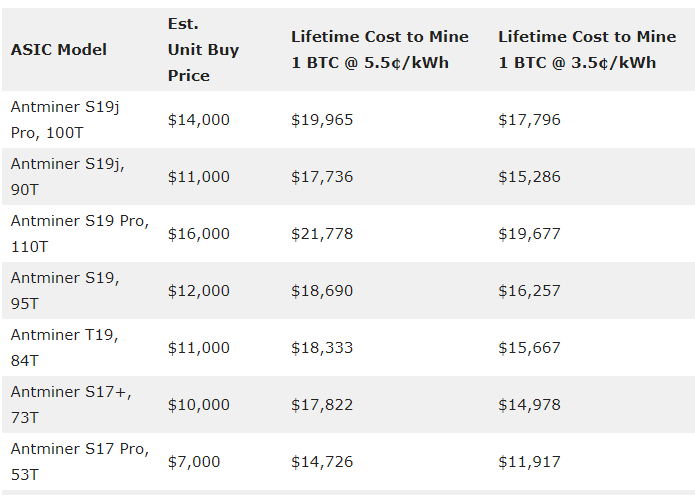 ASIC Model
Est.
Unit Buy
Price
Lifetime Cost to Mine
1 BTC @ 5.5¢/kWh
Lifetime Cost to Mine
1 BTC @ 3.5¢/kWh
Antminer S19j
Pro, 100T
$14,000
$19,965
$17,796
Antminer S19j,
90T
$11,000
$17,736
$15,286
Antminer S19 Pro,
110T
$16,000
$21,778
$19,677
Antminer S19,
95T
$12,000
$18,690
$16,257
Antminer T19,
84T
$11,000
$18,333
$15,667
Antminer S17+,
73T
$10,000
$17,822
$14,978
Antminer S17 Pro,
53T
$7,000
$14,726
$11,917